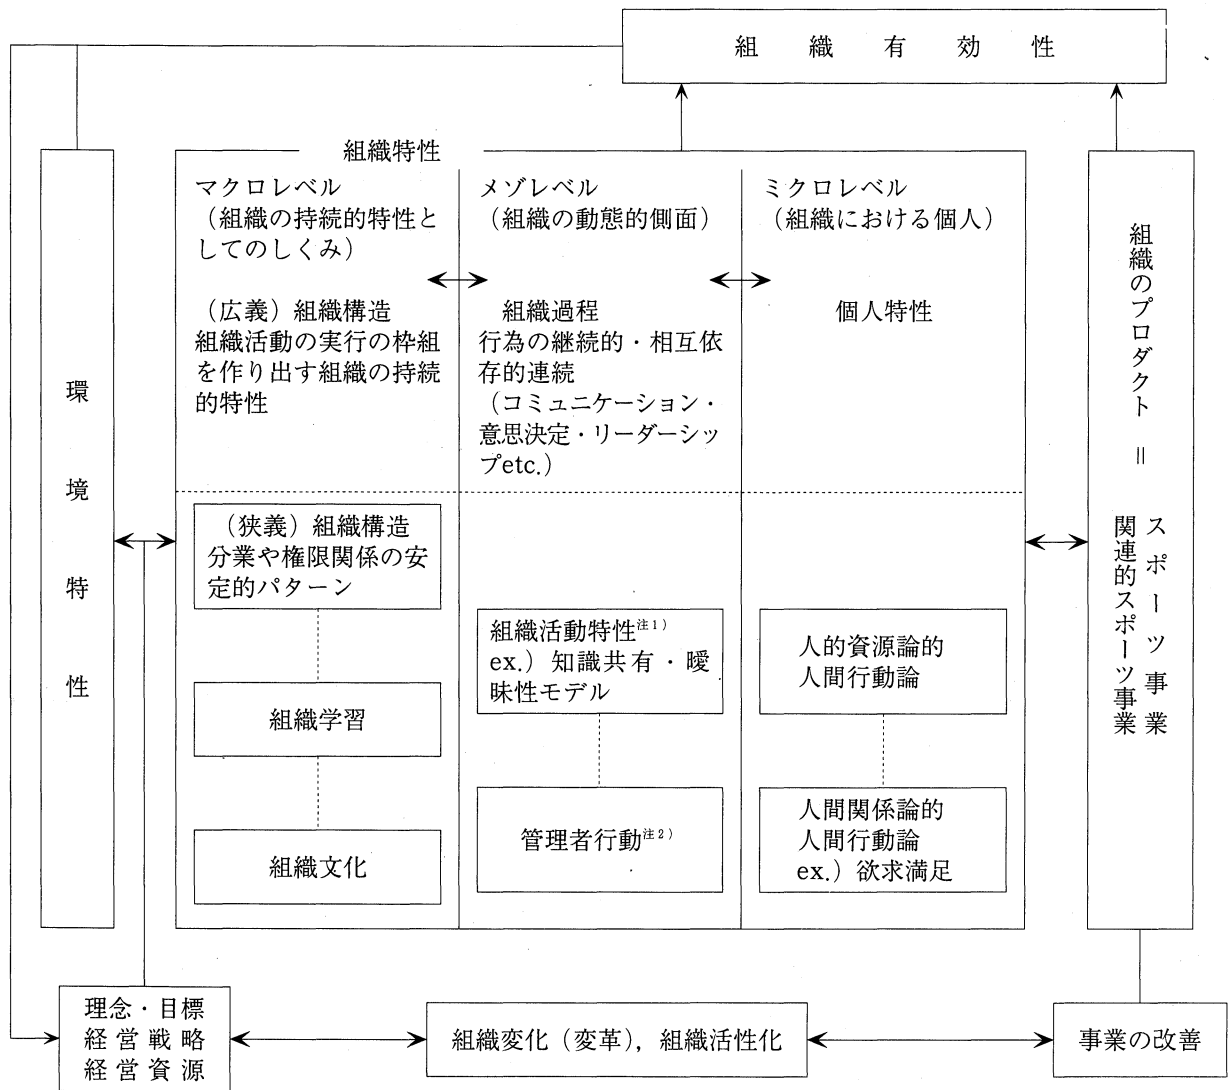 組織有効性
組織特性
環境特性
マクロレベル
（組織の持続的特性と
してのしくみ）
（広義）組織構造
組織活動の実行の枠組
を作り出す組織の持続
的特性
（狭義）組織構造
分業や権限関係の安
定的パターン
組織学習
組織文化
メゾレベル
（組織の動態的側面）
組織過程
行為の継続的・相互依
存的連続
（コミュニケーション・
意思決定・リーダーシッ
プetc.）
組織活動特性注1)
ex.）知識共有・曖
昧性モデル
管理者行動注2)
ミクロレベル
（組織における個人）
個人特性
人的資源論的
人間行動論
人間関係論的
人間行動論
ex.）欲求満足
組織のプロダクト＝スポーツ事業
関連的スポーツ事業
理念・目標
経営戦略
経営資源
組織変化（変革），組織活性化
事業の改善